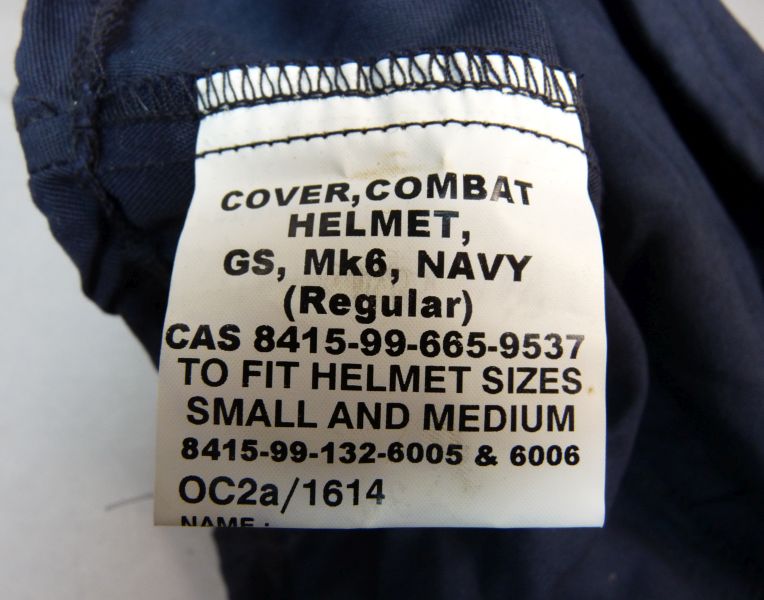 COVER,COMBAT
HELMET,
GS, Mk6, NAVY
(Regular)
CAS 8415-99-665-9537
TO FIT HELMET SIZES
SMALL AND MEDIUM
8415-99-132-6005 & 6006
OC2a/1614
NAME :